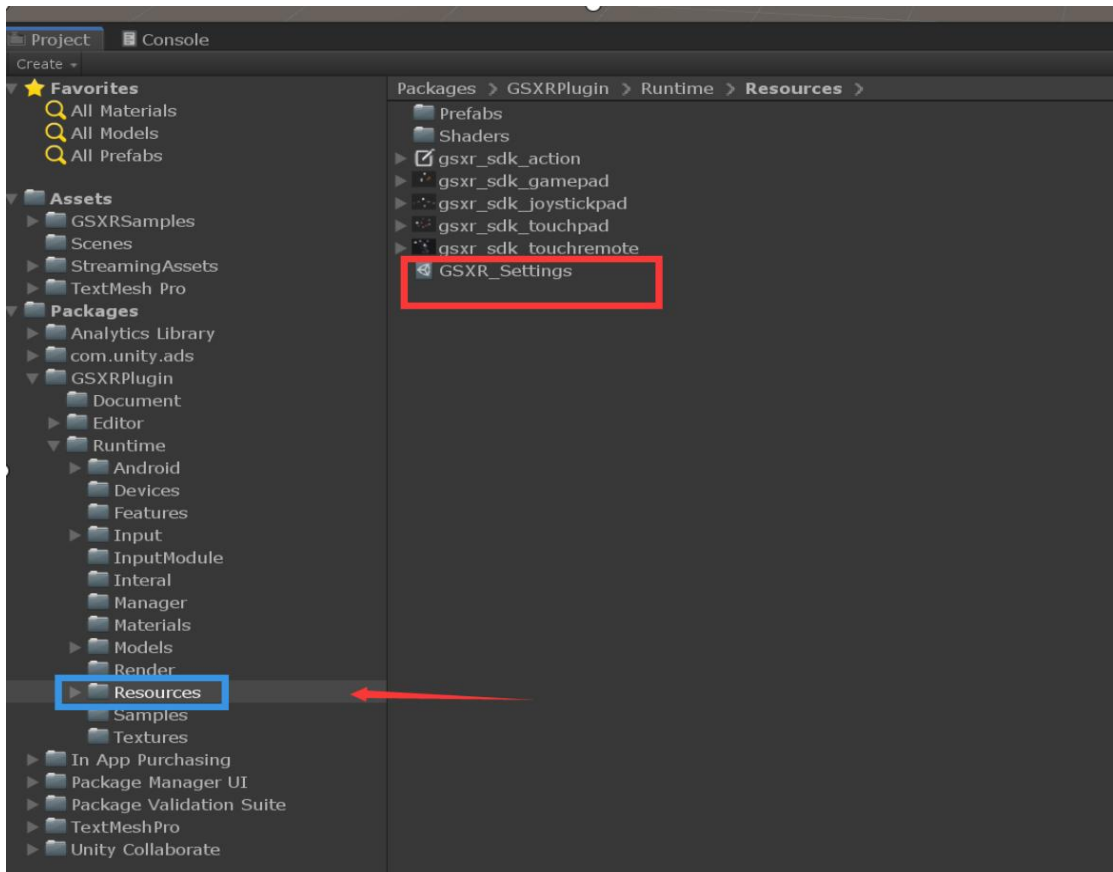 Project Console
Create
Favorites
All Materials
All Models
All Prefabs
Assets
GSXRSamples
Scenes
StreamingAssets
TextMesh Pro
Packages
Analytics Library
com.unity.ads
GSXRPlugin
Document
Editor
Runtime
Android
Devices
Features
Input
InputModule
Interal
Manager
Materials
Models
Render
Resources
Samples
Textures
In App Purchasing
Package Manager UI
Package Validation Suite
TextMeshPro
Unity Collaborate
Packages > GSXRPlugin > Runtime > Resources >
Prefabs
Shaders
gsxr_sdk_action
gsxr_sdk_gamepad
gsxr_sdk_joystickpad
gsxr_sdk_touchpad
gsxr_sdk_touchremote
GSXR_Settings